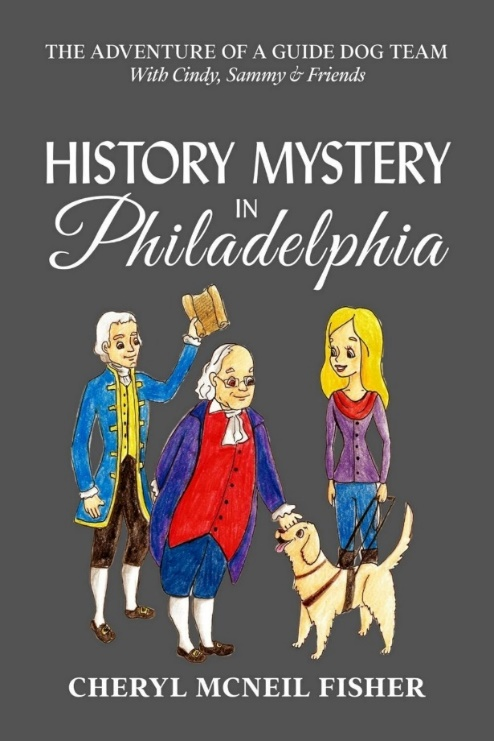 THE ADVENTURE OF A GUIDE DOG TEAM
With Cindy, Sammy & Friends
HISTORY MYSTERY
IN
Philadelphia
CHERYL MCNEIL FISHER